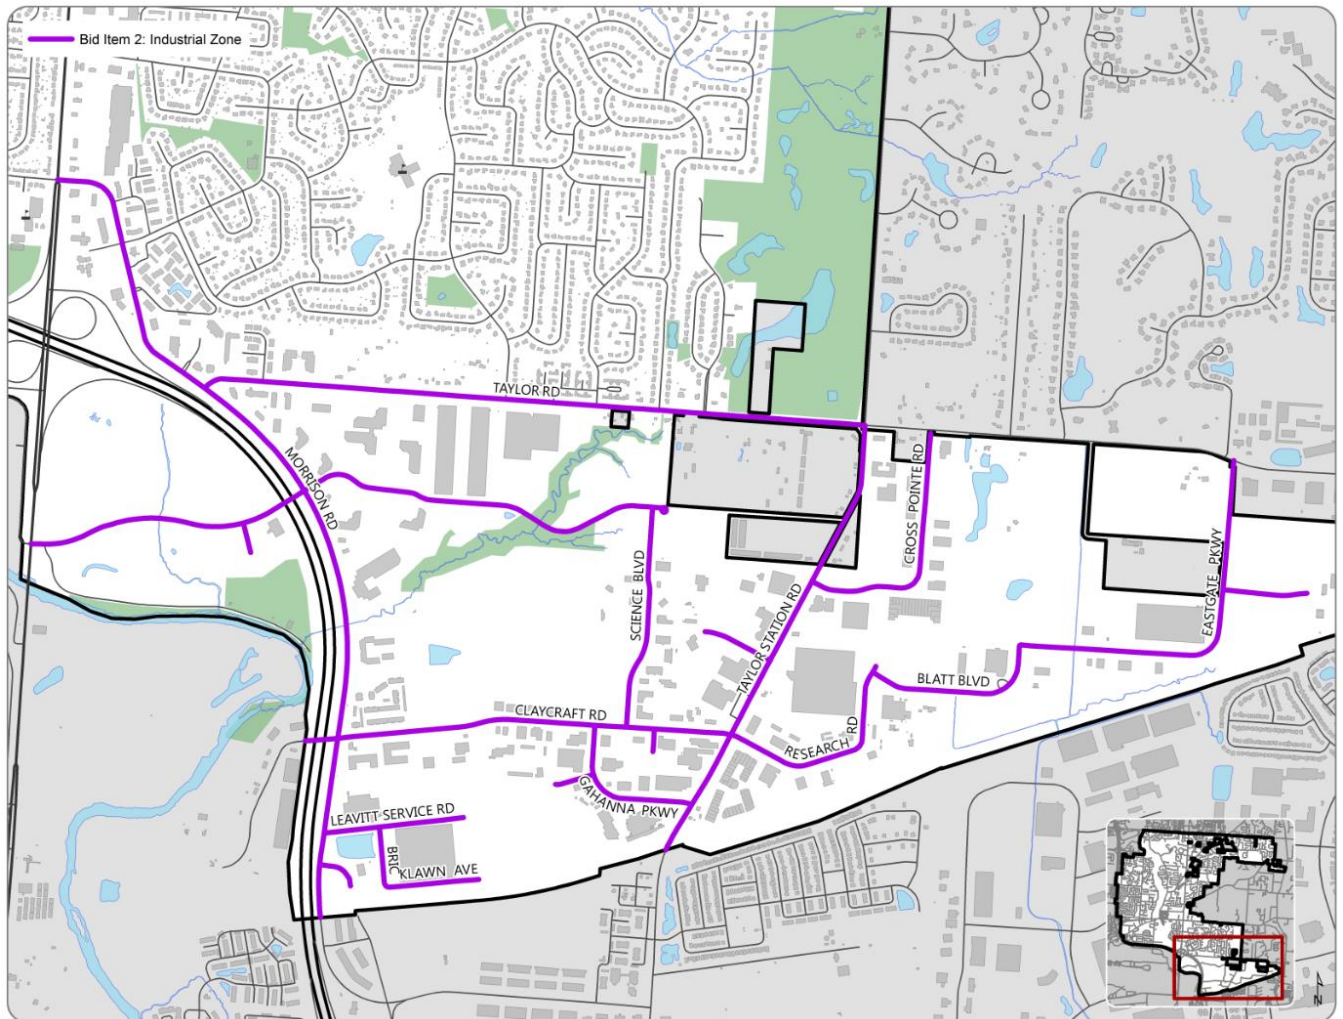 Bid Item 2: Industrial Zone
TAYLOR RD
MORRISON RD
CROSS POINTE RD
EASTGATE PKWY
SCIENCE BLVD
TAYLOR STATION RD
BLATT BLVD
CLAYCRAFT RD
RESEARCH RD
GAHANNA PKWY
LEAVITT SERVICE RD
BRICKLAWN AVE
N